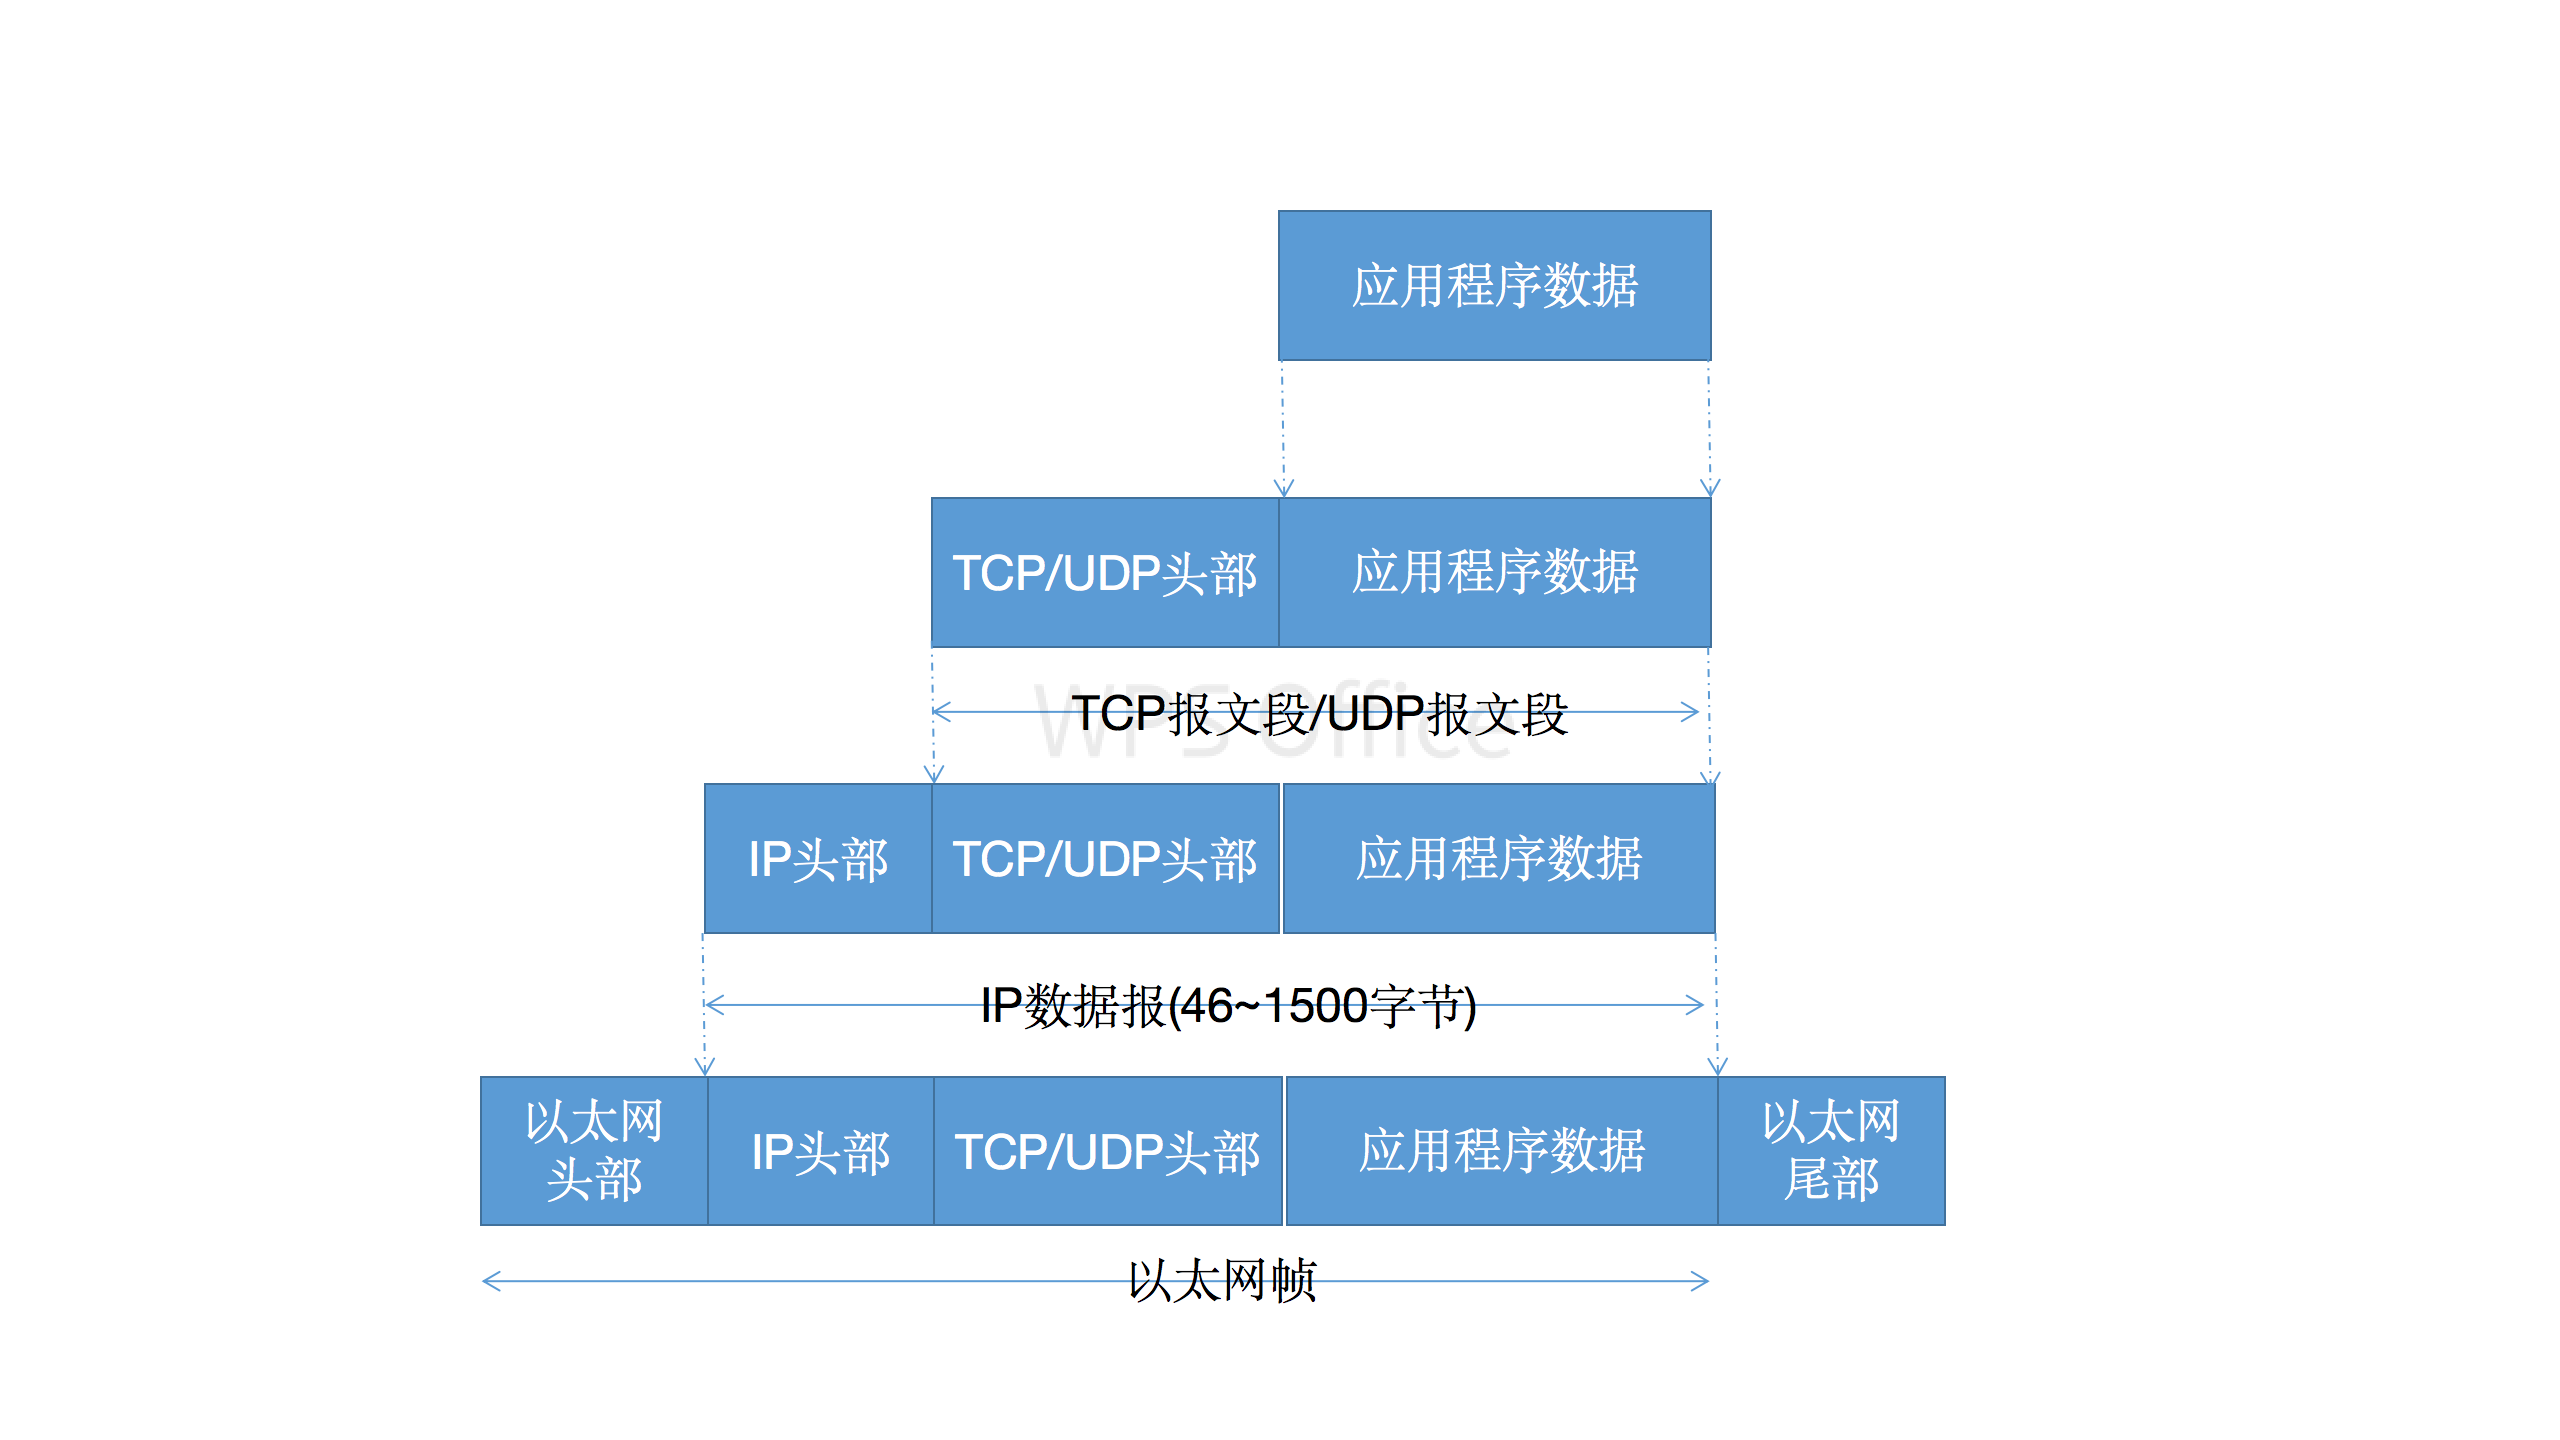 应用程序数据
TCP/UDP头部 应用程序数据
WPS Office
TCP报文段/UDP报文段
IP头部 TCP/UDP头部 应用程序数据
IP数据报(46~1500字节)
以太网
头部
IP头部 TCP/UDP头部 应用程序数据
以太网
尾部
以太网帧